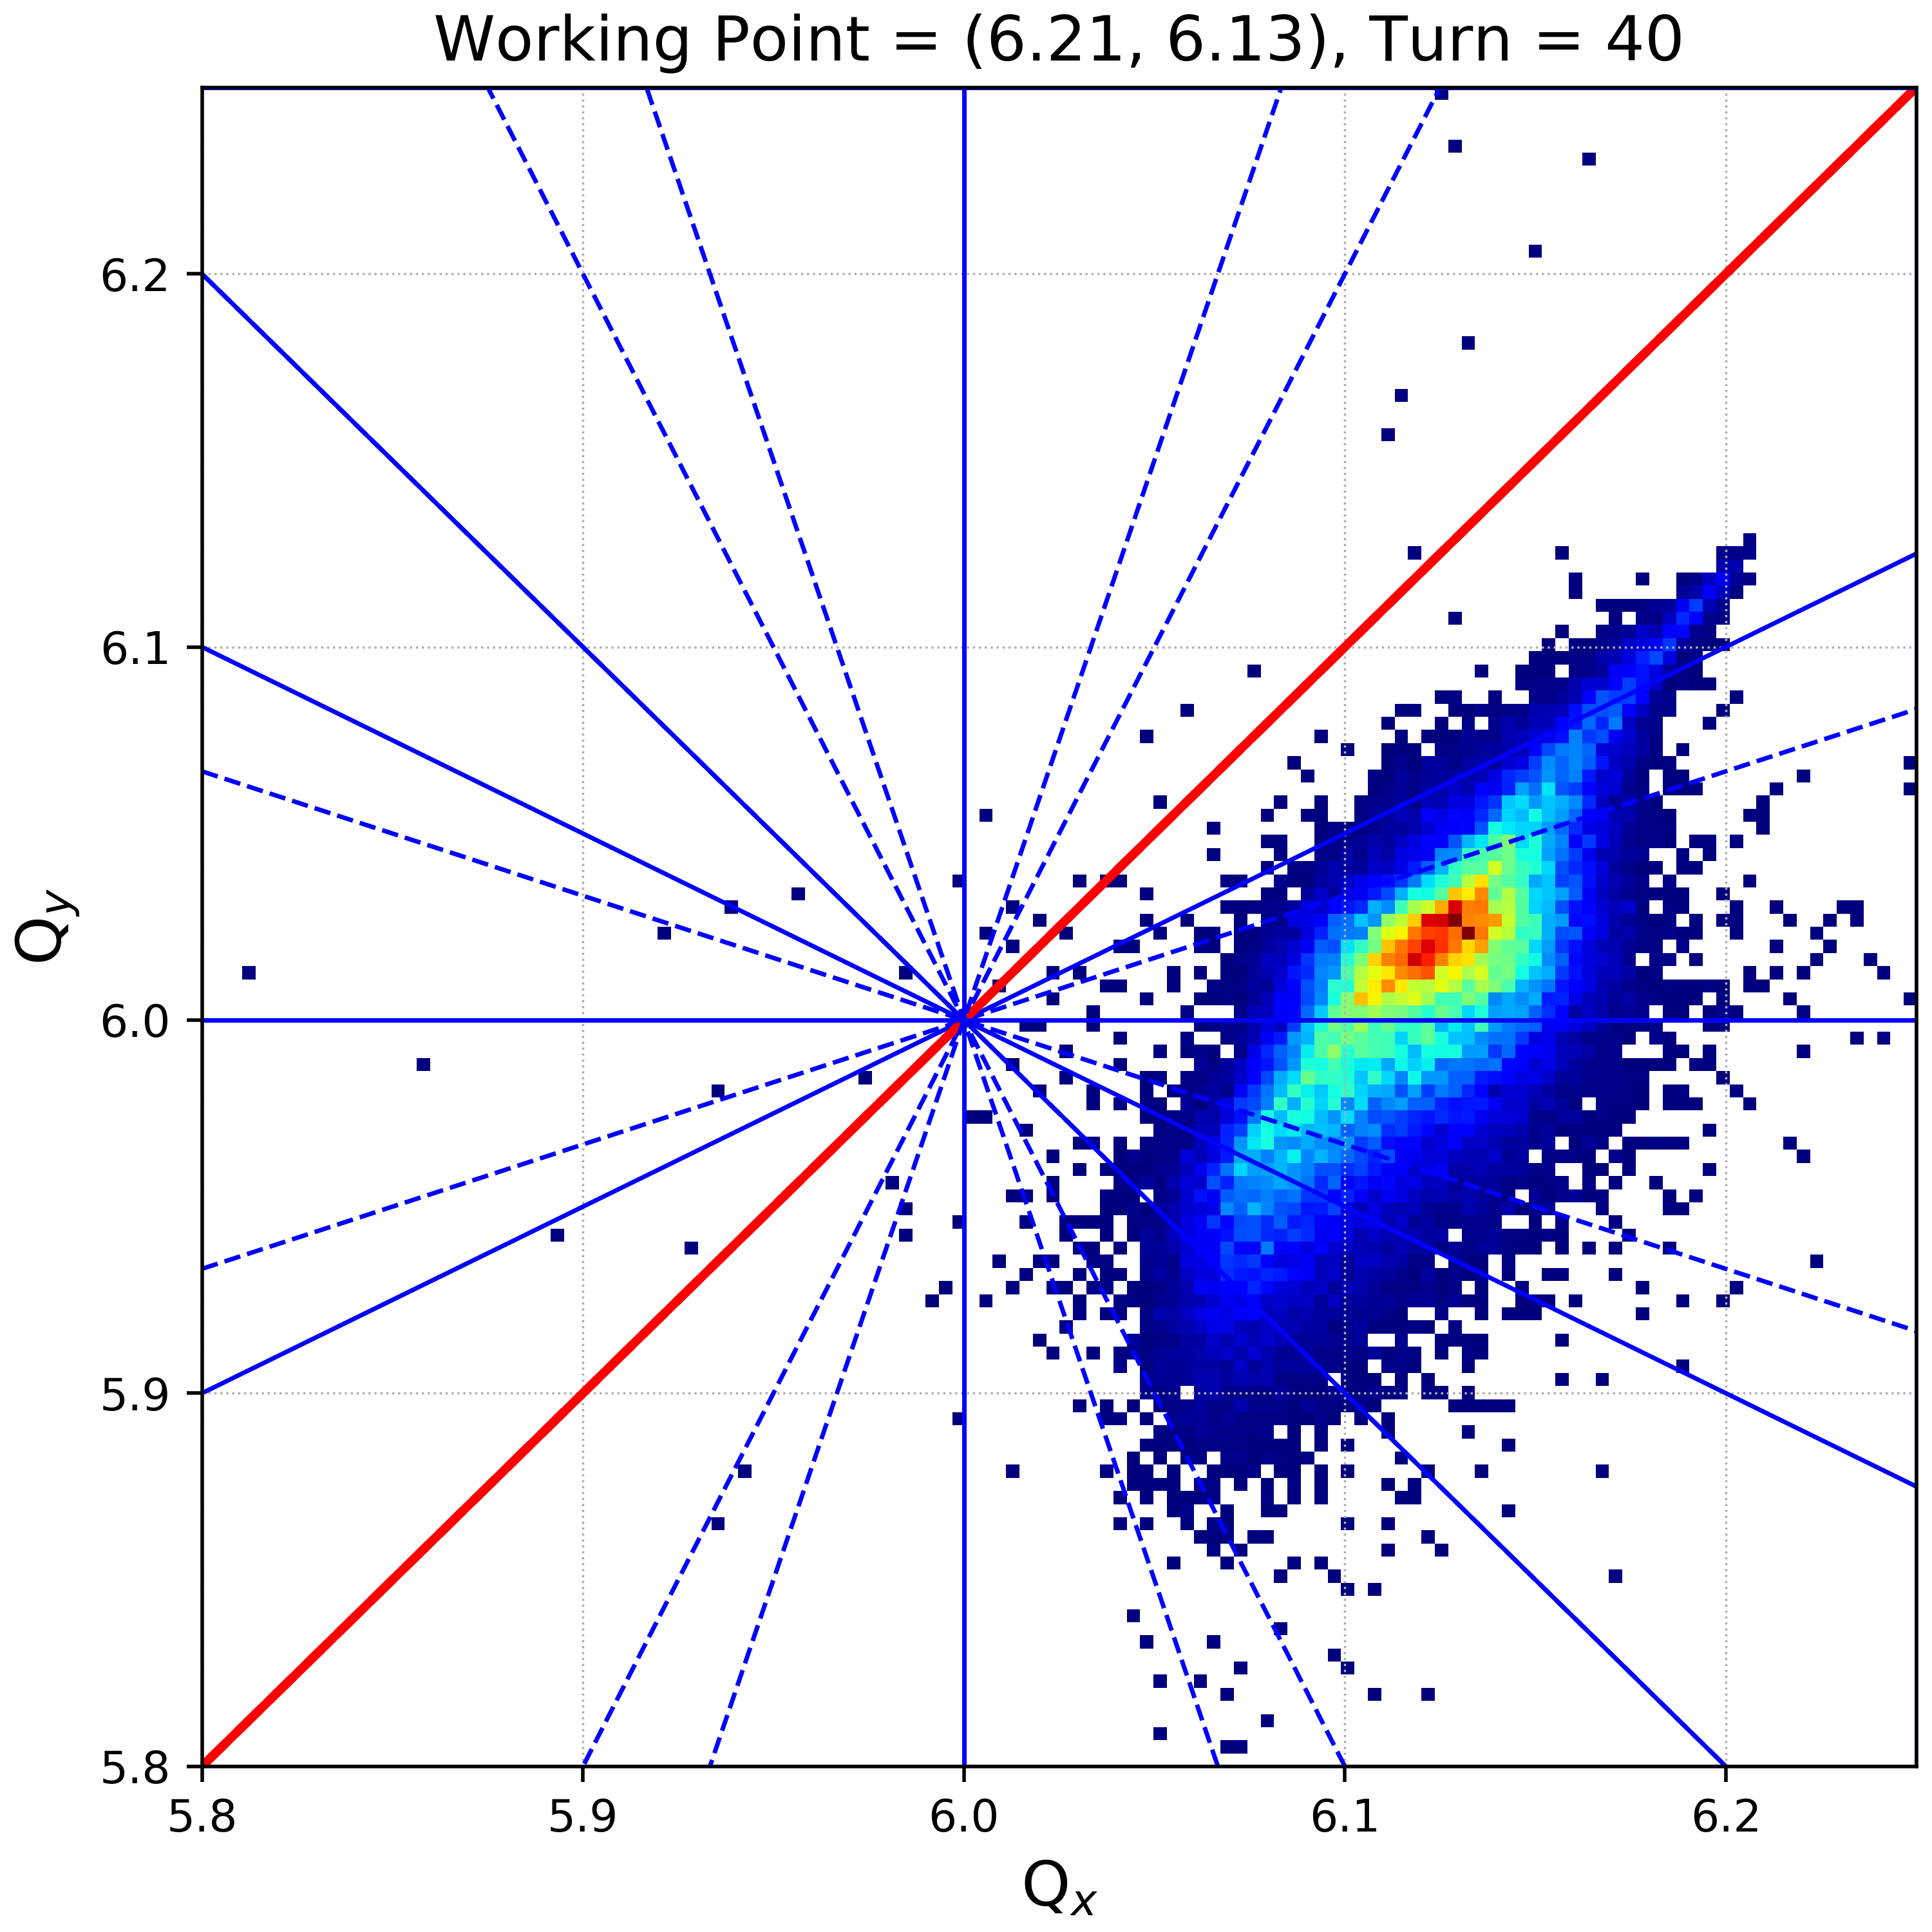 Working Point = (6.21, 6.13), Turn = 40
6.2
6.1
6.0
5.9
5.8
Qy
5.8 5.9 6.0 6.1 6.2
Qx